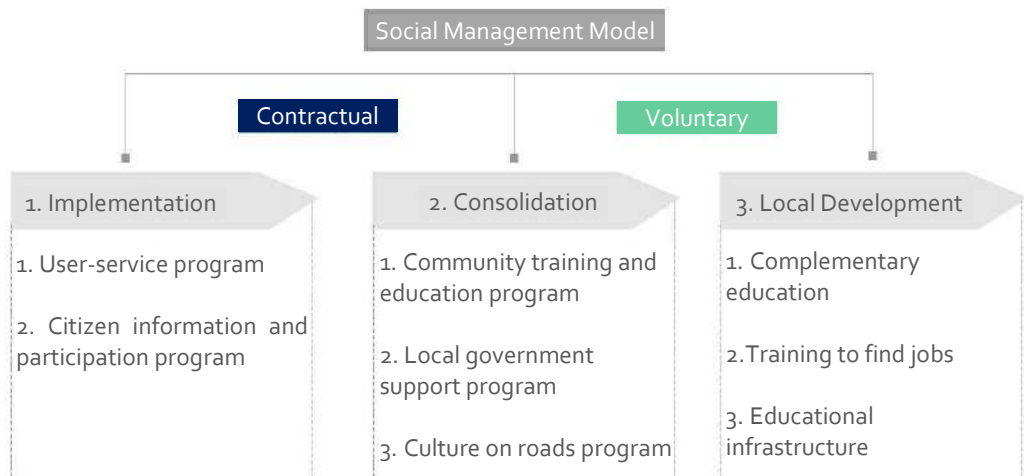 Social Management Model
Contractual
Voluntary
1. Implementation
1. User-service program
2. Citizen information and
participation program
2. Consolidation
1. Community training and
education program
2. Local government
support program
3. Culture on roads program
3. Local Development
1. Complementary
education
2.Training to find jobs
3. Educational
infrastructure